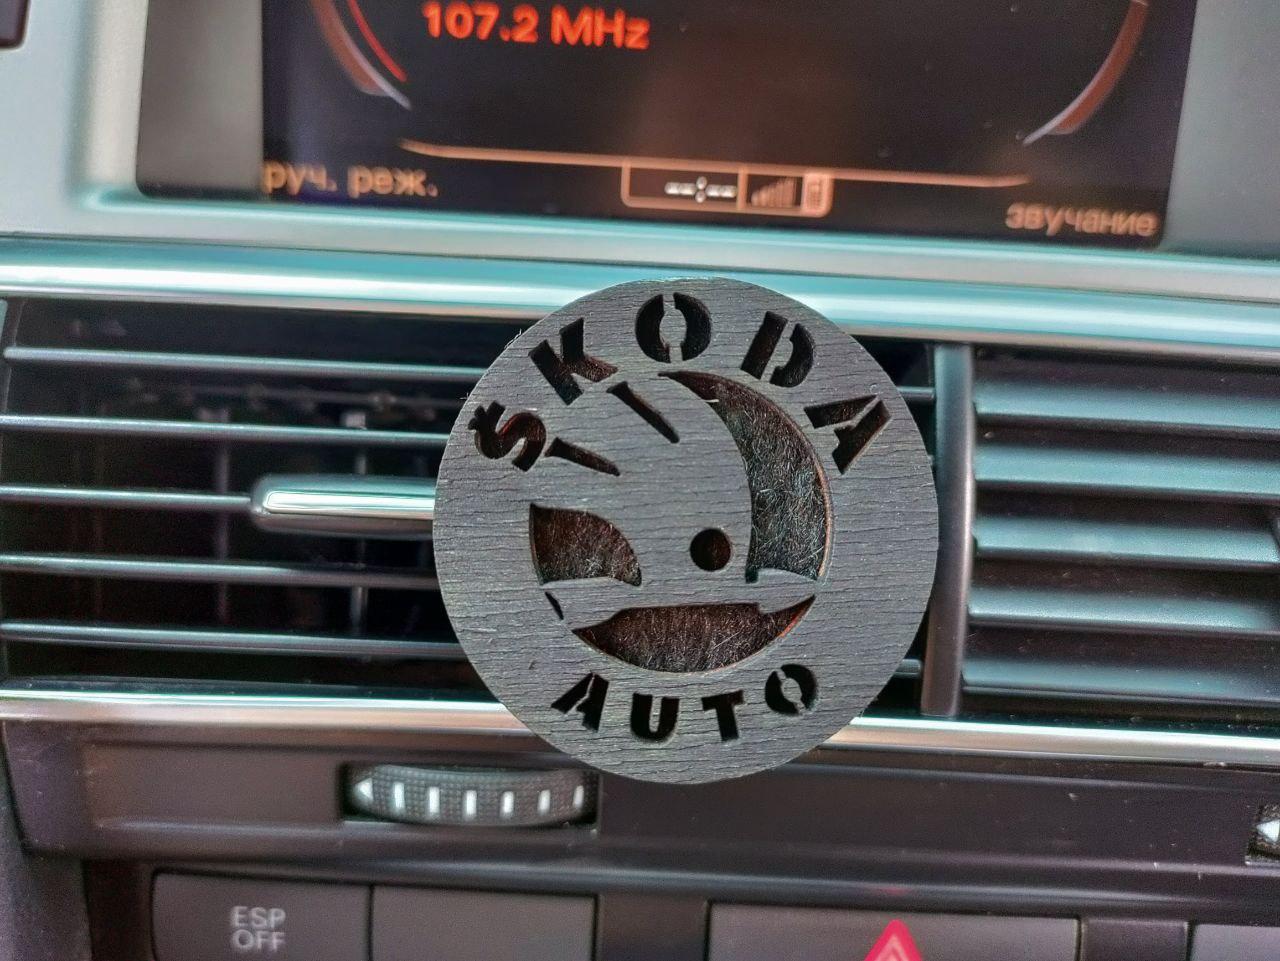 107.2 MHz
руч. реж.
звучание
ŠKODA
AUTO
ESP
OFF